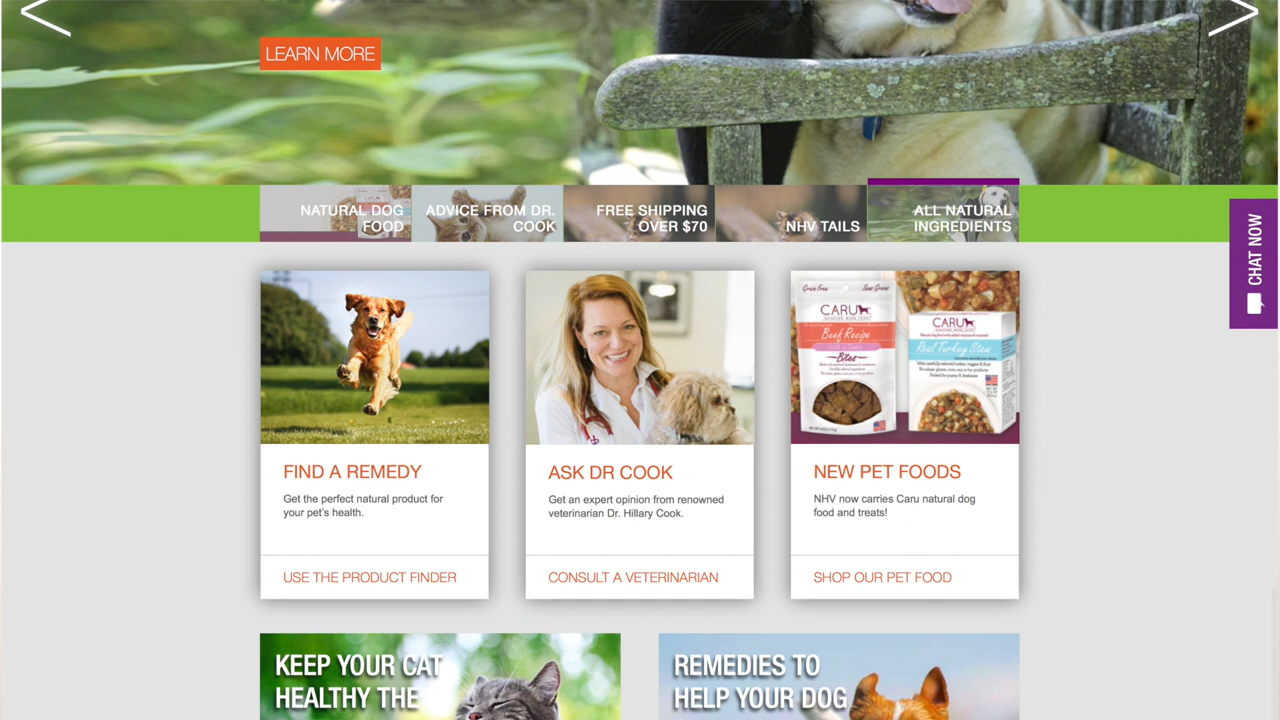 LEARN MORE
NATURAL DOG
FOOD
ADVICE FROM DR.
COOK
FREE SHIPPING
OVER $70
NHV TAILS
ALL NATURAL
INGREDIENTS
CHAT NOW
Grain Free
CARU
Beef Recipe
Bites
CARU
Real Turkey Stew
FIND A REMEDY
Get the perfect natural product for
your pet's health.
USE THE PRODUCT FINDER
ASK DR COOK
Get an expert opinion from renowned
veterinarian Dr. Hillary Cook.
CONSULT A VETERINARIAN
NEW PET FOODS
NHV now carries Caru natural dog
food and treats!
SHOP OUR PET FOOD
KEEP YOUR CAT
HEALTHY THE
REMEDIES TO
HELP YOUR DOG